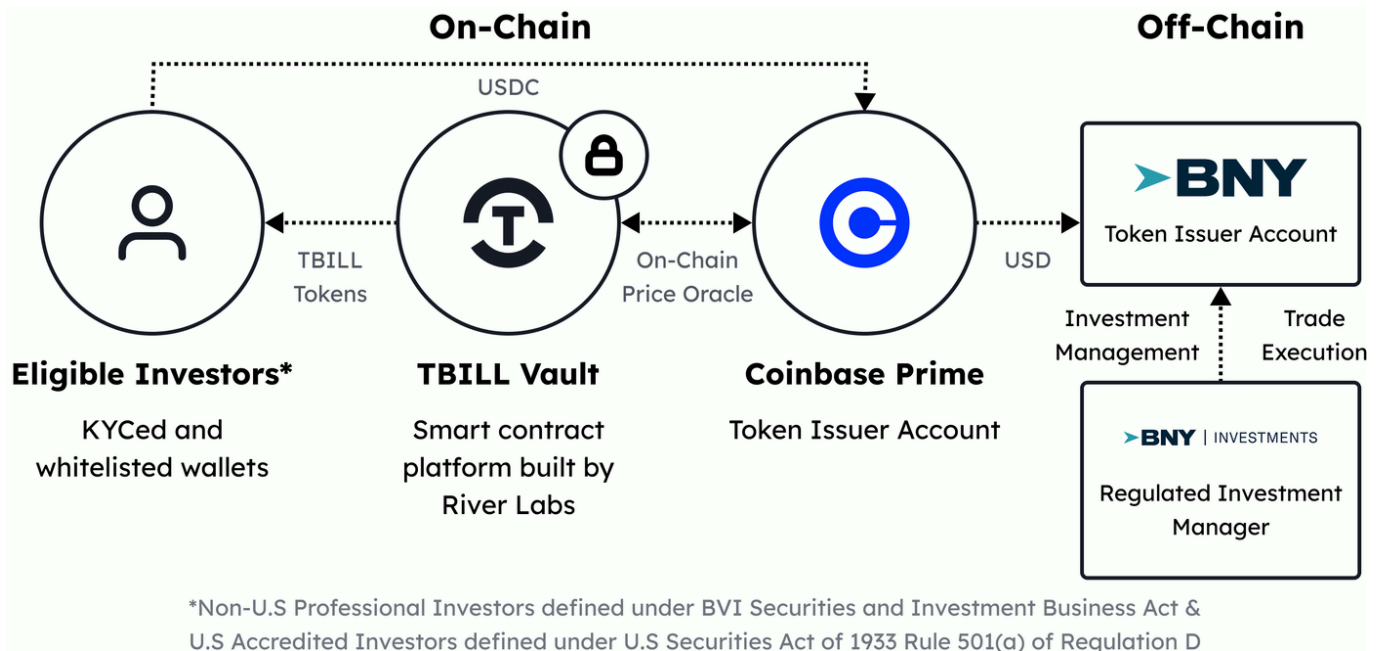 On-Chain
Off-Chain
USDC
BNY
Token Issuer Account
TBILL
Tokens
On-Chain
Price Oracle
USD
Investment
Management
Trade
Execution
Eligible Investors*
KYCed and
whitelisted wallets
TBILL Vault
Smart contract
platform built by
River Labs
Coinbase Prime
Token Issuer Account
BNY | INVESTMENTS
Regulated Investment
Manager
*Non-U.S Professional Investors defined under BVI Securities and Investment Business Act &
U.S Accredited Investors defined under U.S Securities Act of 1933 Rule 501(a) of Regulation D